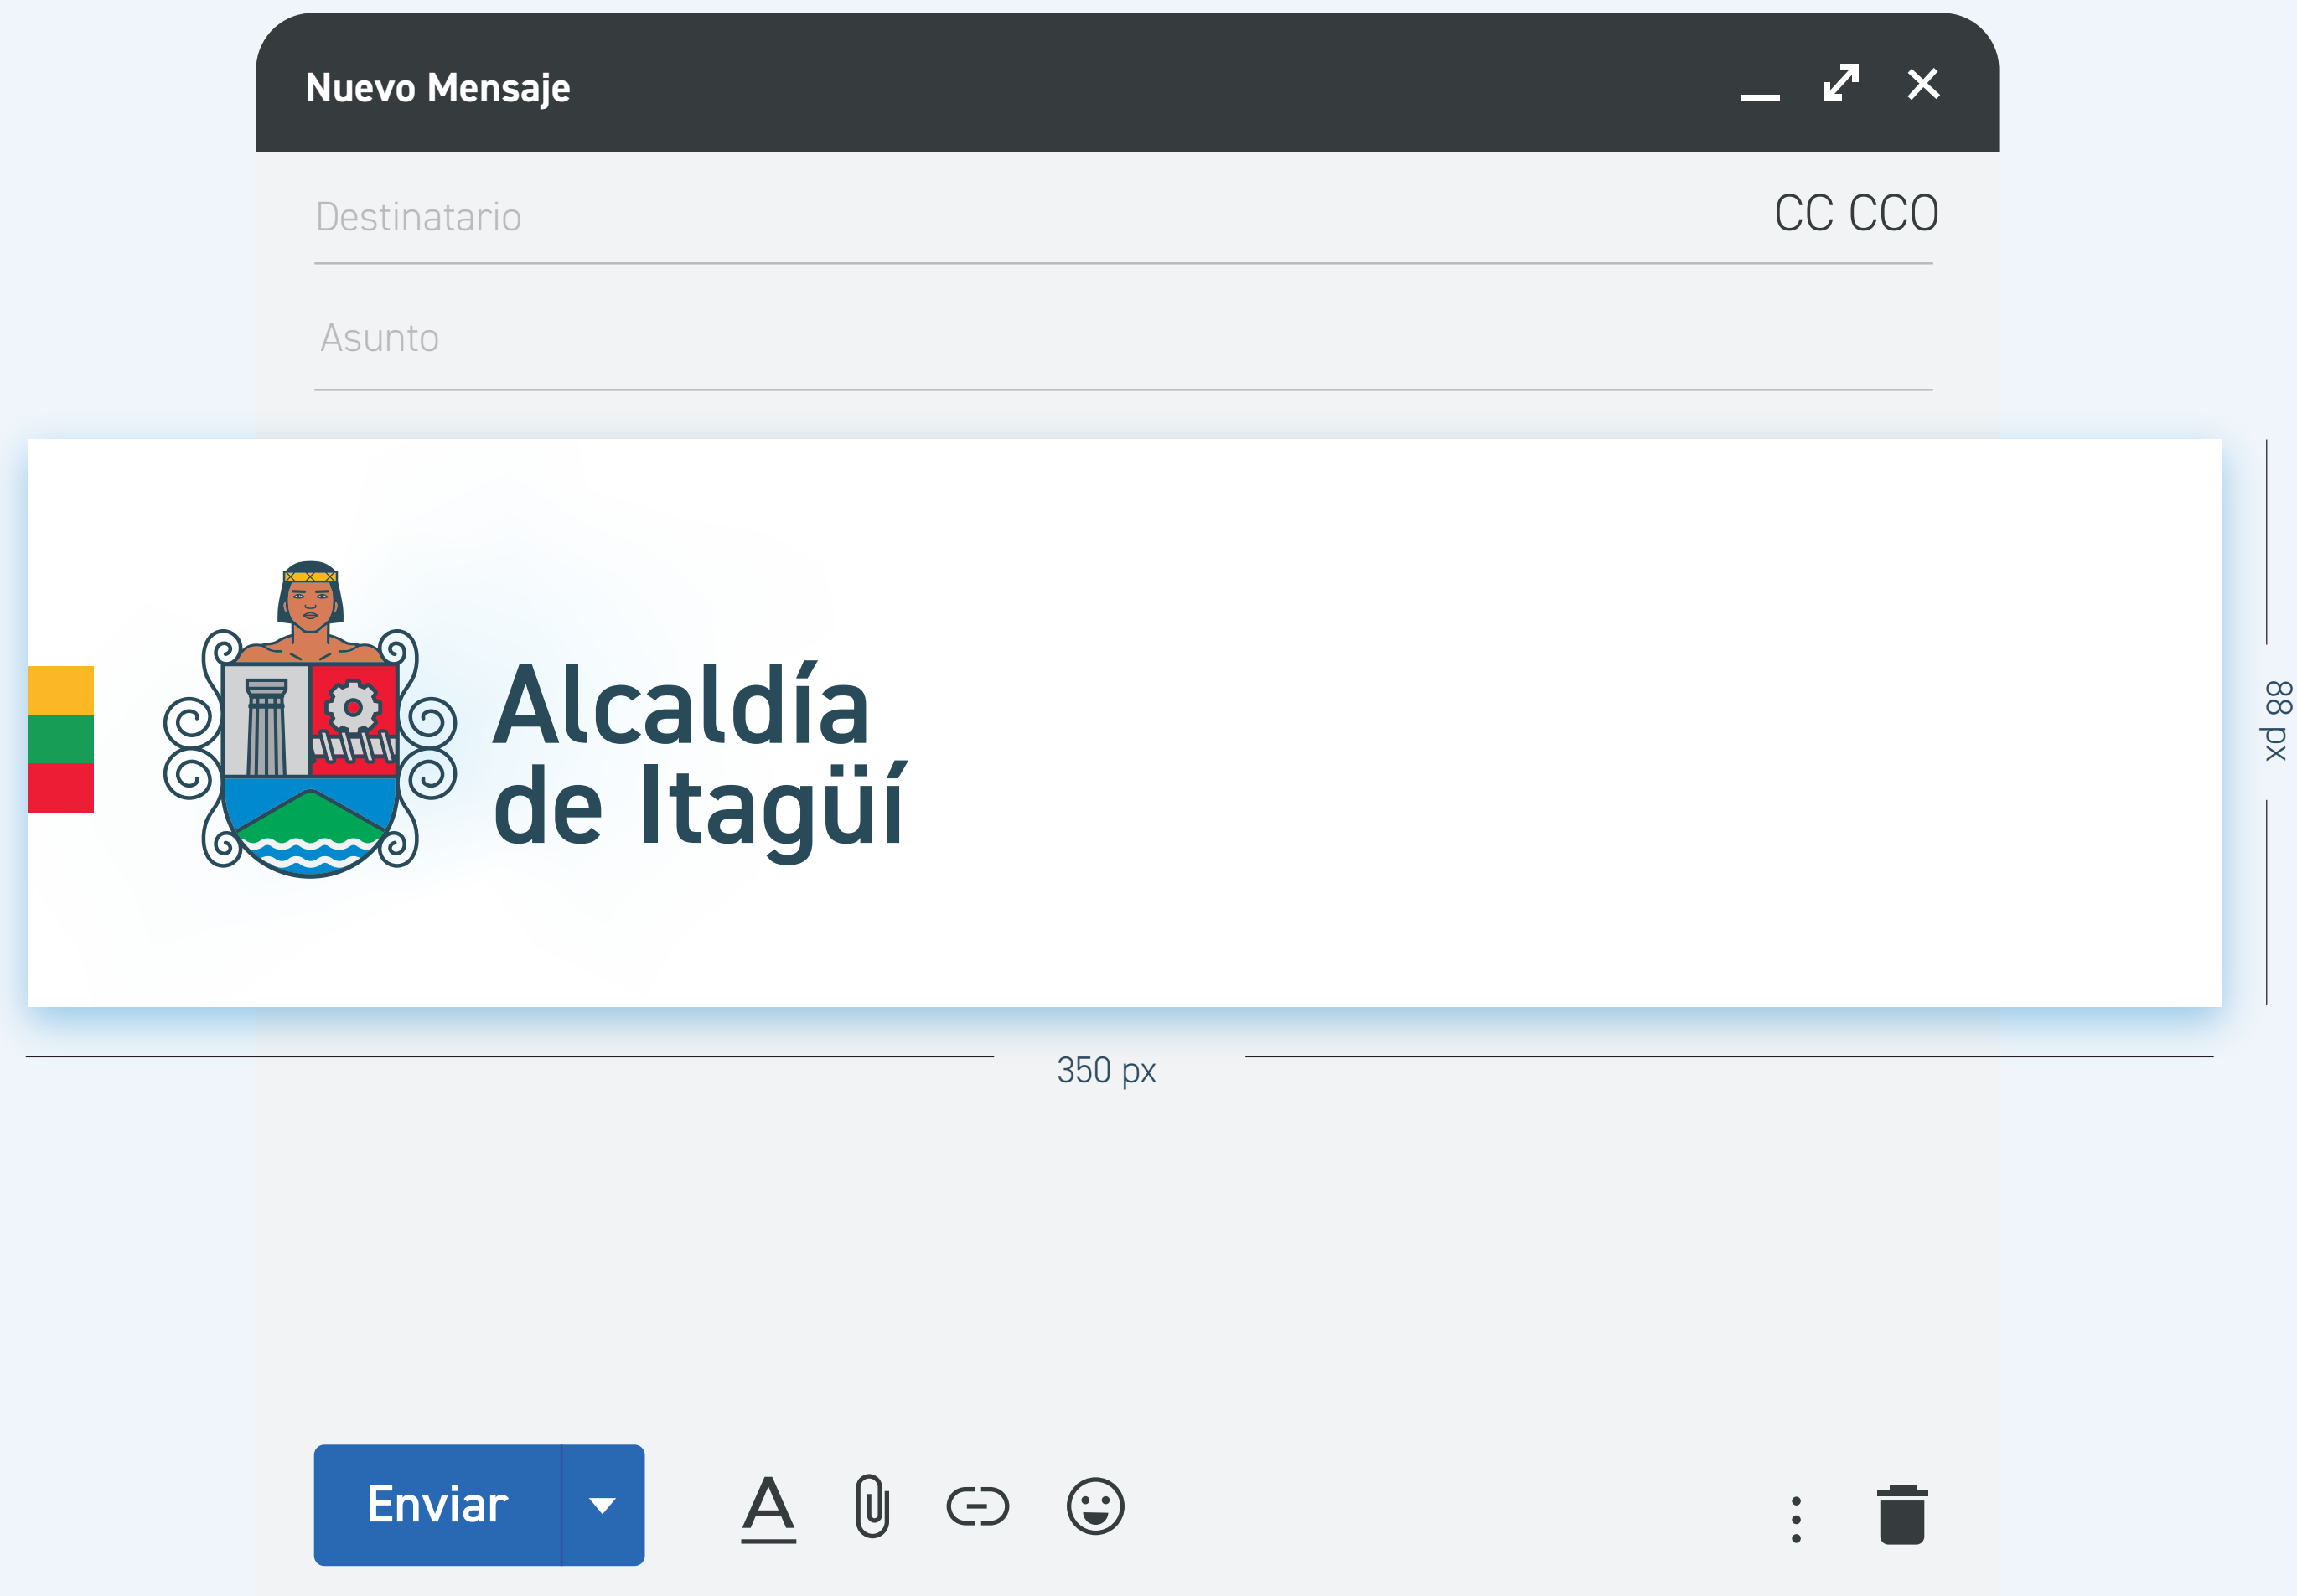 Nuevo Mensaje
Destinatario
CC CCO
Asunto
Alcaldía
de Itagüí
88 px
350 px
Enviar
A